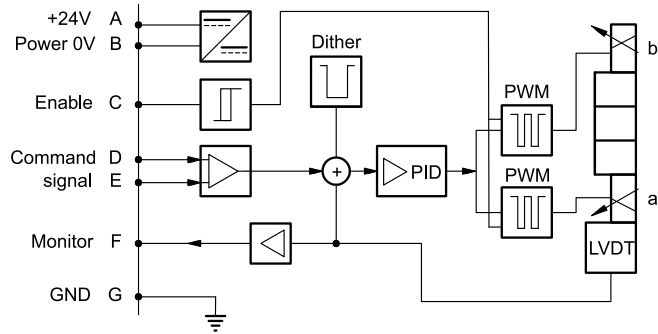 +24V A
Power 0V B
Dither
b
Enable C
PWM
Command D
signal E
+
PID
PWM
a
Monitor F
LVDT
GND G